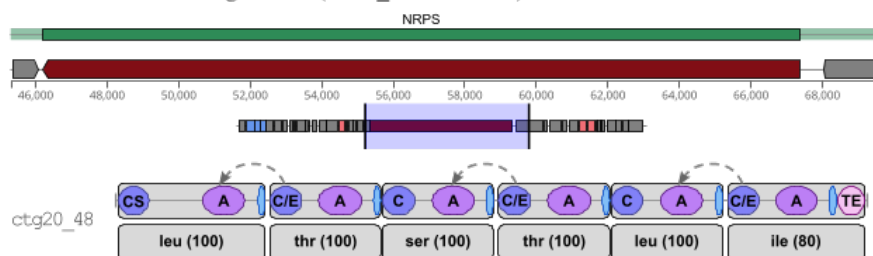 NRPS
46,000 48,000 50,000 52,000 54,000 56,000 58,000 60,000 62,000 64,000 66,000 68,000
CS A C/E A C A C/E A C A C/E A TE
ctg20_48
leu (100) thr (100) ser (100) thr (100) leu (100) ile (80)